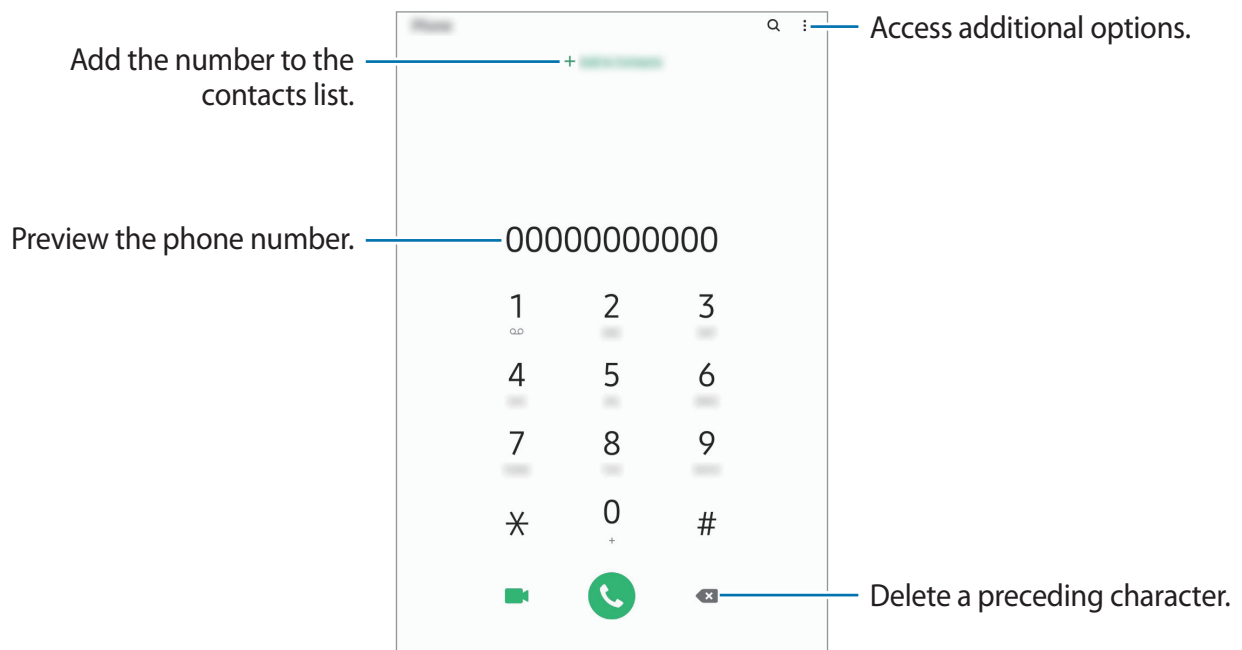 Access additional options.
Add the number to the
contacts list.
+
Preview the phone number.
00000000000
1 2 3
4 5 6
7 8 9
* 0 #
+
Delete a preceding character.